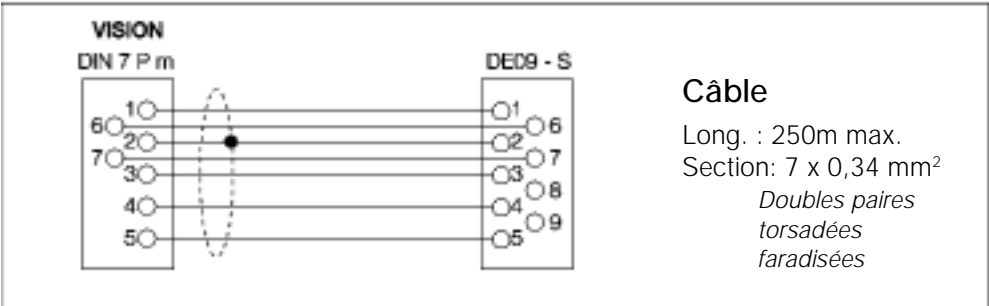 VISION
DIN 7 P m
DE09 - S
1
6
2
7
3
4
5
1
6
2
7
3
8
4
9
5
Câble
Long. : 250m max.
Section: 7 x 0,34 mm²
Doubles paires
torsadées
faradisées